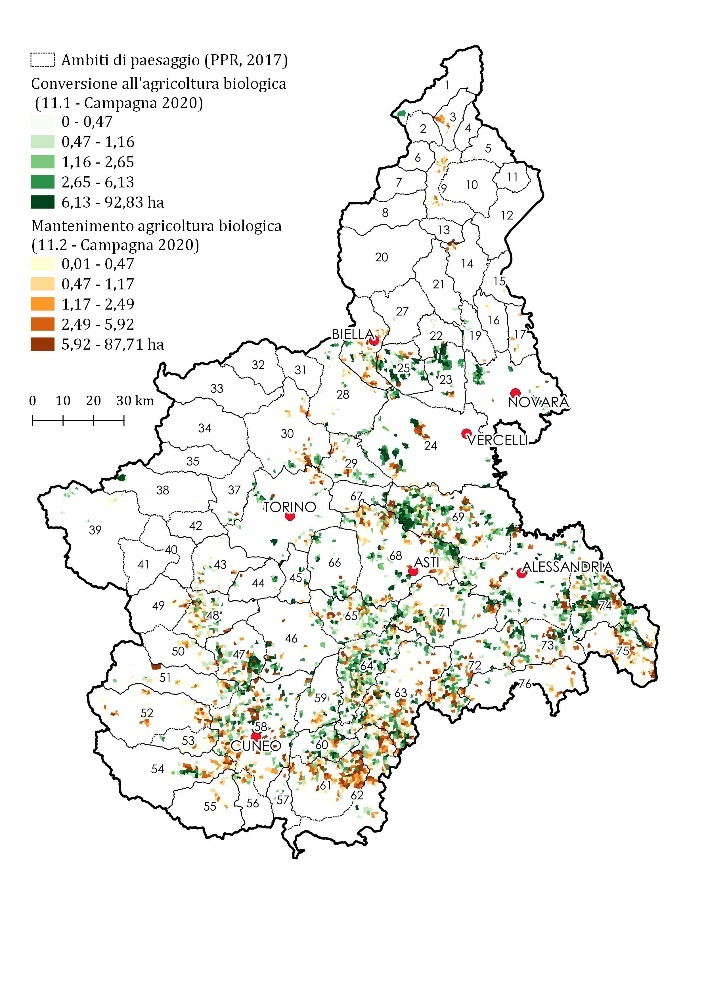 Ambiti di paesaggio (PPR, 2017)
Conversione all'agricoltura biologica
(11.1 - Campagna 2020)
0 - 0,47
0,47 - 1,16
1,16 - 2,65
2,65 - 6,13
6,13 - 92,83 ha
Mantenimento agricoltura biologica
(11.2 - Campagna 2020)
0,01 - 0,47
0,47 - 1,17
1,17 - 2,49
2,49 - 5,92
5,92 - 87,71 ha
0 10 20 30 km
1
2 3 4
5
6
7 9 10 11
8 12
13
20 14
21 15
27 16
BIELLA 22 19 17
32 31
33 28 25 23
NOVARA
34 30 24 VERCELLI
35 29
38 37 67
TORINO 69
39 42
40 68 ASTI
41 43 66 ALESSANDRIA
44 45
49 48 65 71 74
46
50 47 73 75
51 64 72
52 59 63 76
58
53 CUNEO 60
54
61
55 56 57 62